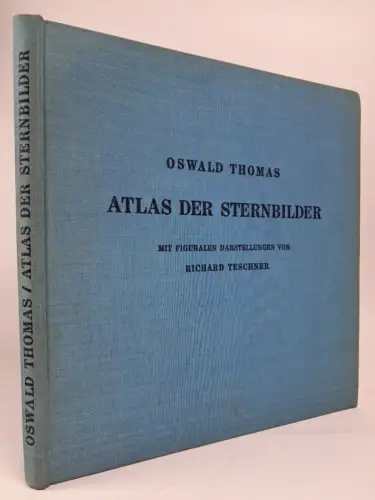 OSWALD THOMAS / ATLAS DER STERNBILDER
OSWALD THOMAS
ATLAS DER STERNBILDER
MIT FIGURALEN DARSTELLUNGEN VON
RICHARD TESCHNER